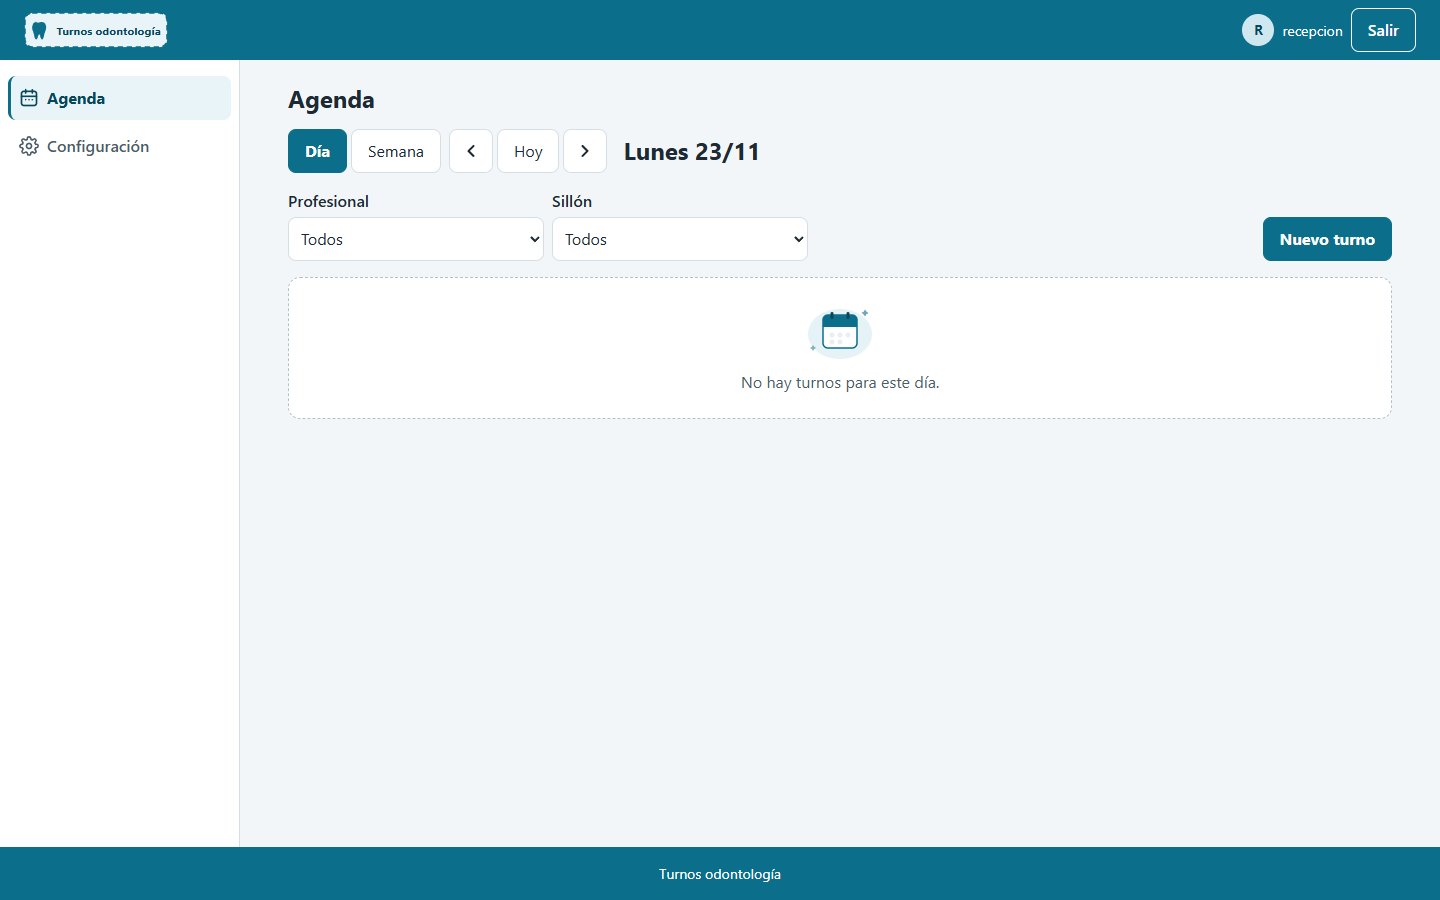 Turnos odontología
R
recepcion
Salir
Agenda
Configuración
Agenda
Día
Semana
Hoy
Lunes 23/11
Profesional
Sillón
Todos
Todos
Nuevo turno
No hay turnos para este día.
Turnos odontología